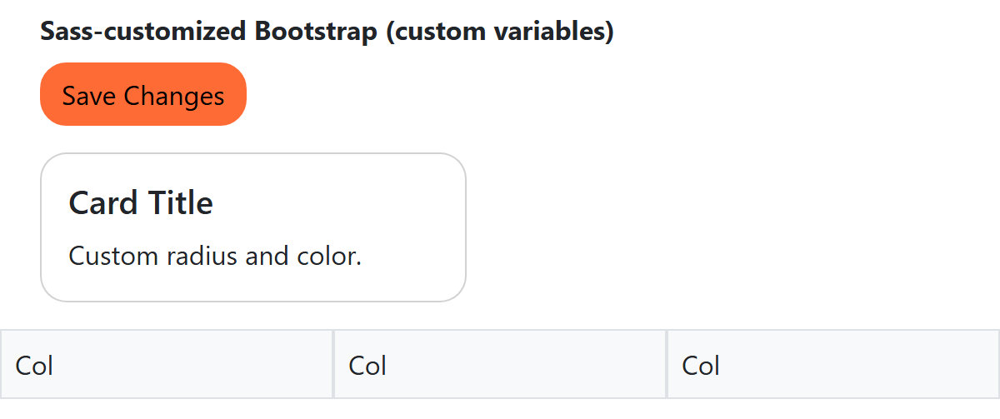 Sass-customized Bootstrap (custom variables)
Save Changes
Card Title
Custom radius and color.
Col Col Col